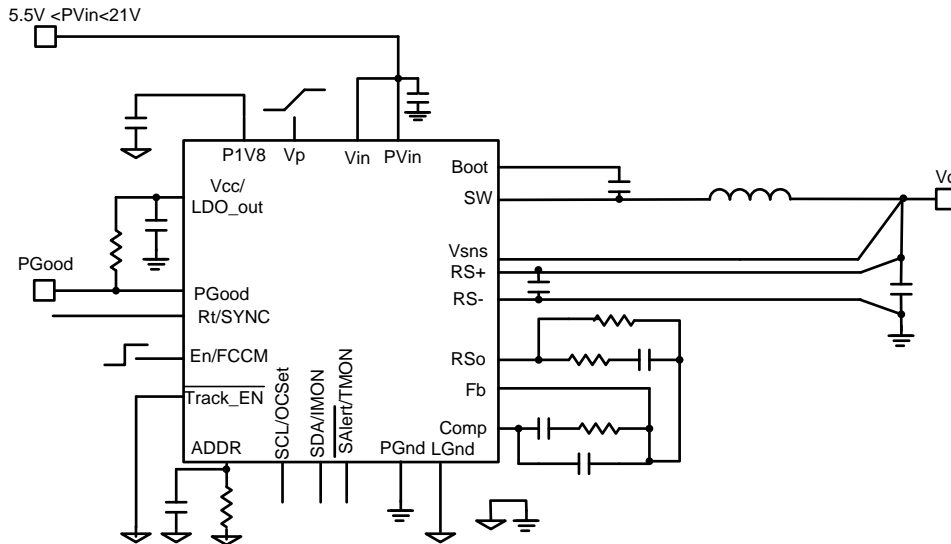 5.5V <PVin<21V
P1V8
Vp
Vin
PVin
Boot
Vcc/
LDO_out
SW
Vsns
PGood
RS+
RS-
PGood
Rt/SYNC
En/FCCM
RSo
Track_EN
Fb
SCL/OCSet
SDA/IMON
SAlert/TMON
Comp
ADDR
PGnd
LGnd